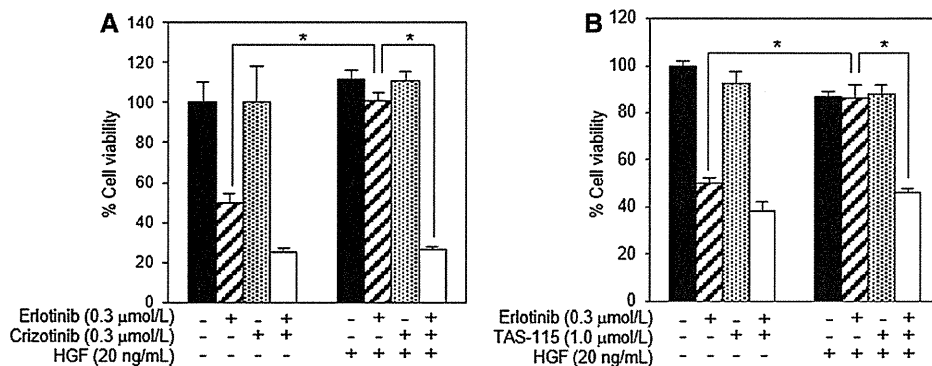 A
B
140
120
100
80
60
40
20
0
% Cell viability
*
*
Erlotinib (0.3 μmol/L) - + - + - + - +
Crizotinib (0.3 μmol/L) - - + + - - + +
HGF (20 ng/mL) - - - - + + + +
120
100
80
60
40
20
0
% Cell viability
*
*
Erlotinib (0.3 μmol/L) - + - + - + - +
TAS-115 (1.0 μmol/L) - - + + - - + +
HGF (20 ng/mL) - - - - + + + +